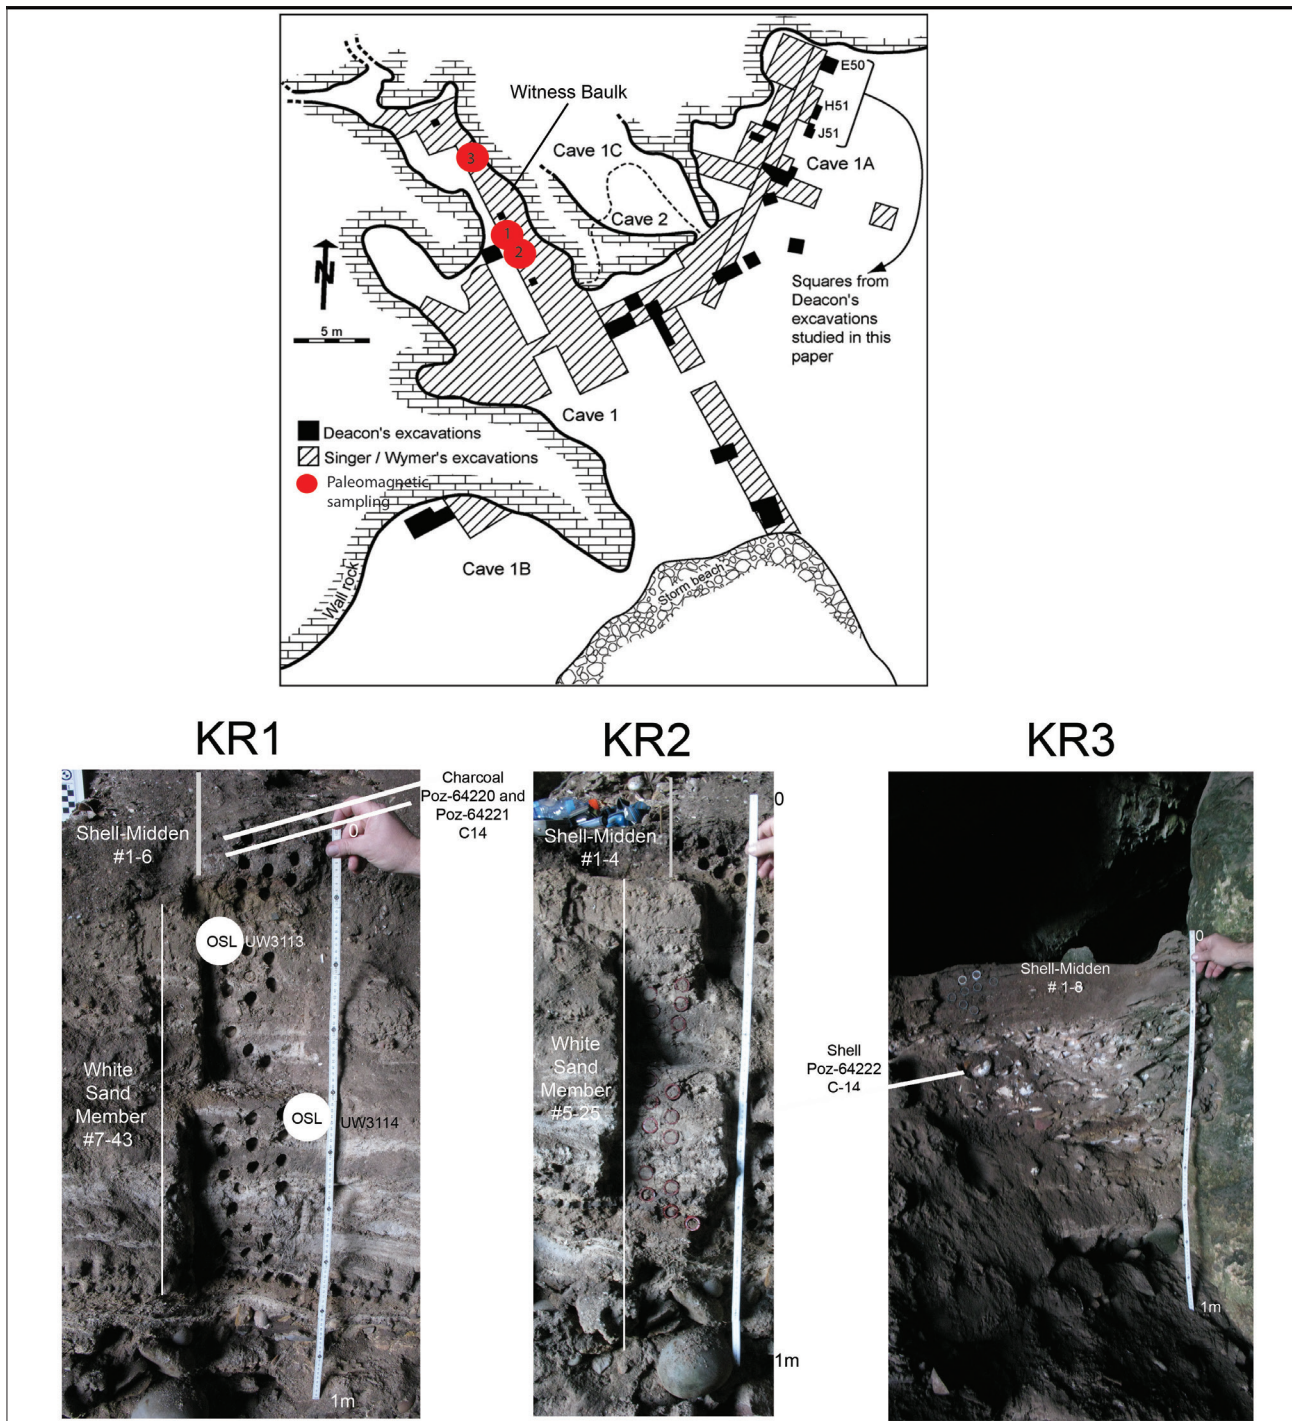 E50
Witness Baulk
H51
J51
Cave 1C
Cave 1A
3
Cave 2
1
2
N
5 m
Squares from
Deacon's
excavations
studied in this
paper
Cave 1
Deacon's excavations
Singer / Wymer's excavations
Paleomagnetic
sampling
Cave 1B
Wall rock
Storm beach
KR1
KR2
KR3
Charcoal
Poz-64220 and
Poz-64221
C14
Shell-Midden
#1-6
0
OSL
UW3113
White
Sand
Member
#7-43
OSL
UW3114
1m
0
Shell-Midden
#1-4
White
Sand
Member
#5-25
1m
0
Shell-Midden
# 1-8
Shell
Poz-64222
C-14
1m